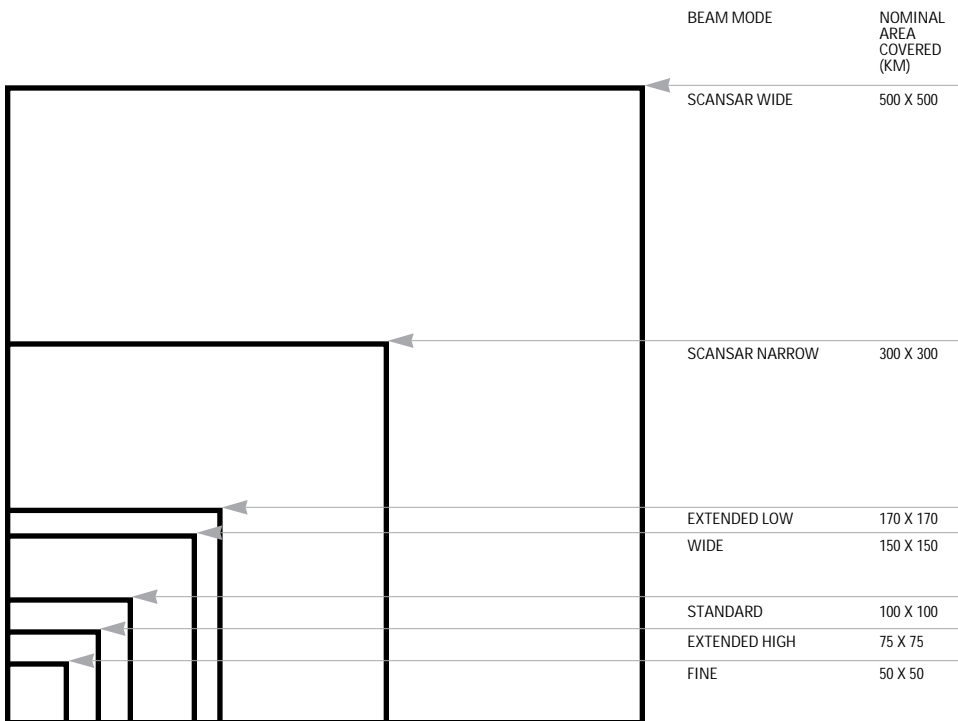 BEAM MODE
NOMINAL
AREA
COVERED
(KM)
SCANSAR WIDE 500 X 500
SCANSAR NARROW 300 X 300
EXTENDED LOW 170 X 170
WIDE 150 X 150
STANDARD 100 X 100
EXTENDED HIGH 75 X 75
FINE 50 X 50